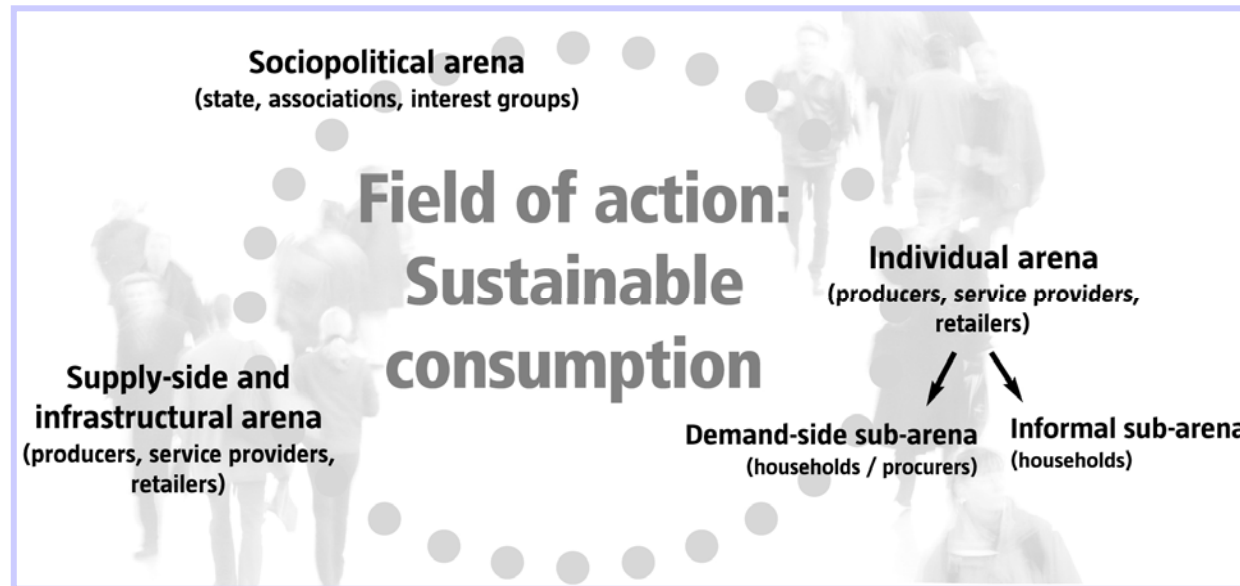 Sociopolitical arena
(state, associations, interest groups)
Field of action:
Sustainable
consumption
Individual arena
(producers, service providers,
retailers)
Supply-side and
infrastructural arena
(producers, service providers,
retailers)
Demand-side sub-arena
(households / procurers)
Informal sub-arena
(households)